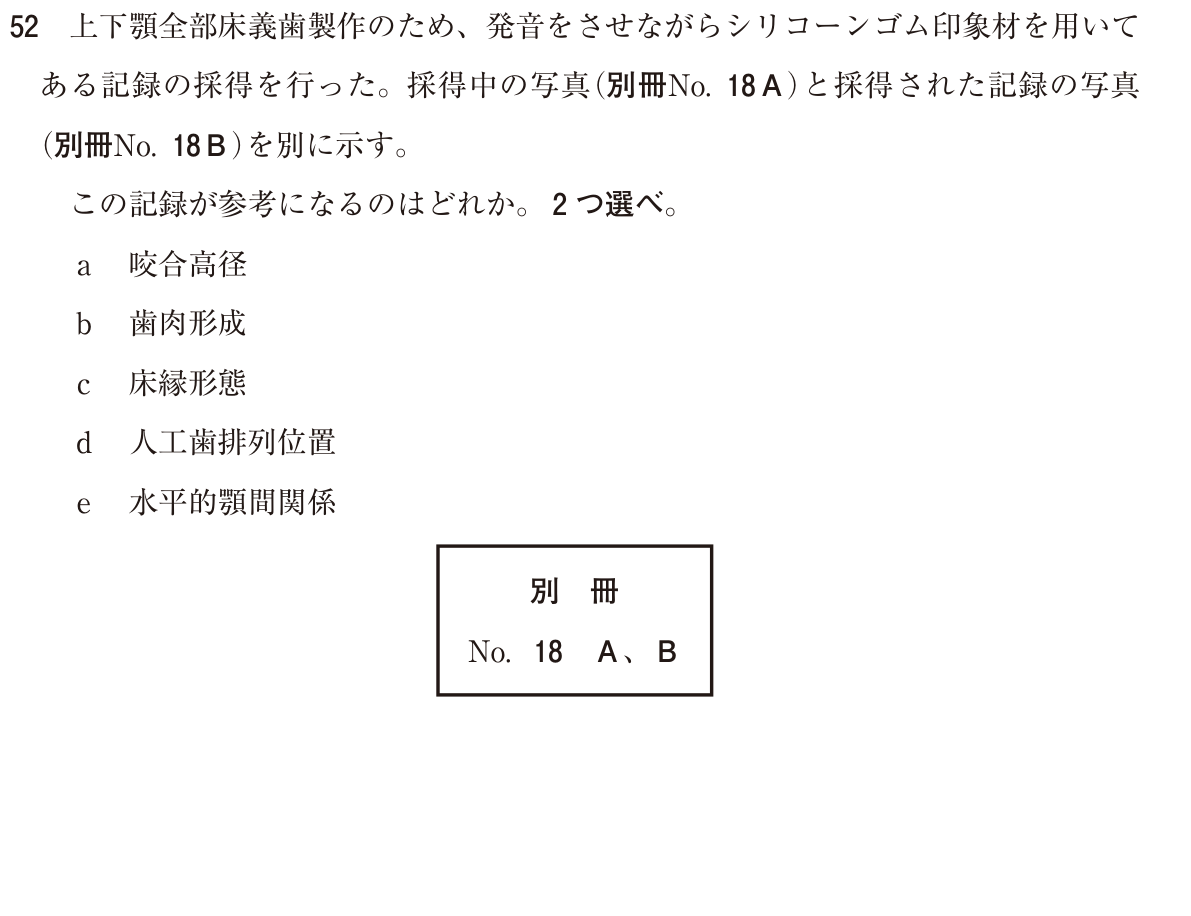 52 上下顎全部床義歯製作のため、発音をさせながらシリコーンゴム印象材を用いて
ある記録の採得を行った。採得中の写真(別冊No. 18 A)と採得された記録の写真
(別冊No. 18 B)を別に示す。
この記録が参考になるのはどれか。2つ選べ。
a 咬合高径
b 歯肉形成
c 床縁形態
d 人工歯排列位置
e 水平的顎間関係
別 冊
No. 18 A、B